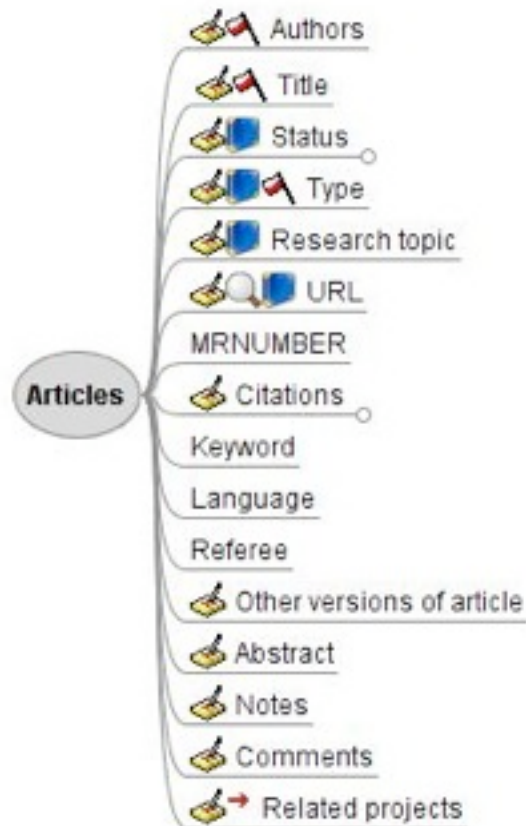 Authors
Title
Status
Type
Research topic
URL
MRNUMBER
Articles
Citations
Keyword
Language
Referee
Other versions of article
Abstract
Notes
Comments
Related projects